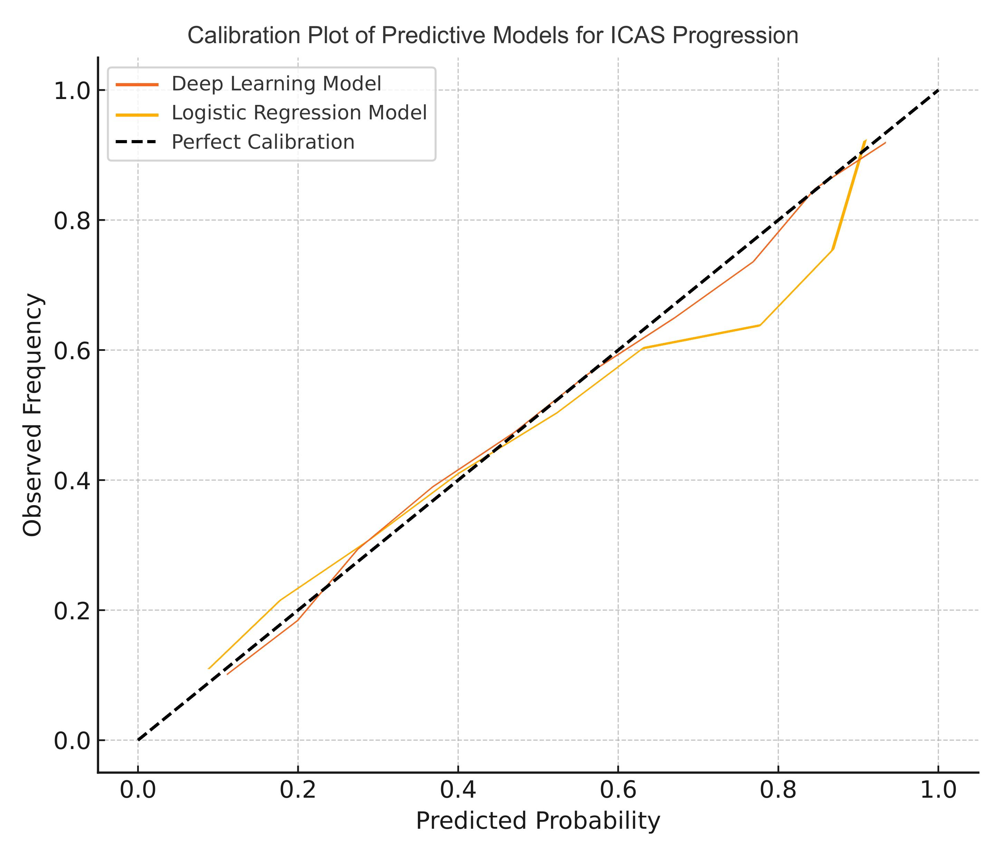 Calibration Plot of Predictive Models for ICAS Progression
Deep Learning Model
Logistic Regression Model
Perfect Calibration
1.0
0.8
0.6
0.4
0.2
0.0
Observed Frequency
0.0 0.2 0.4 0.6 0.8 1.0
Predicted Probability